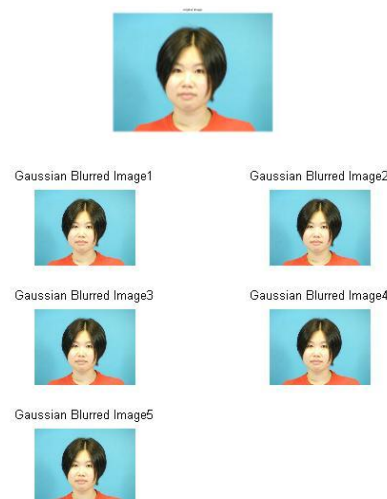 Gaussian Blurred Image1
Gaussian Blurred Image2
Gaussian Blurred Image3
Gaussian Blurred Image4
Gaussian Blurred Image5